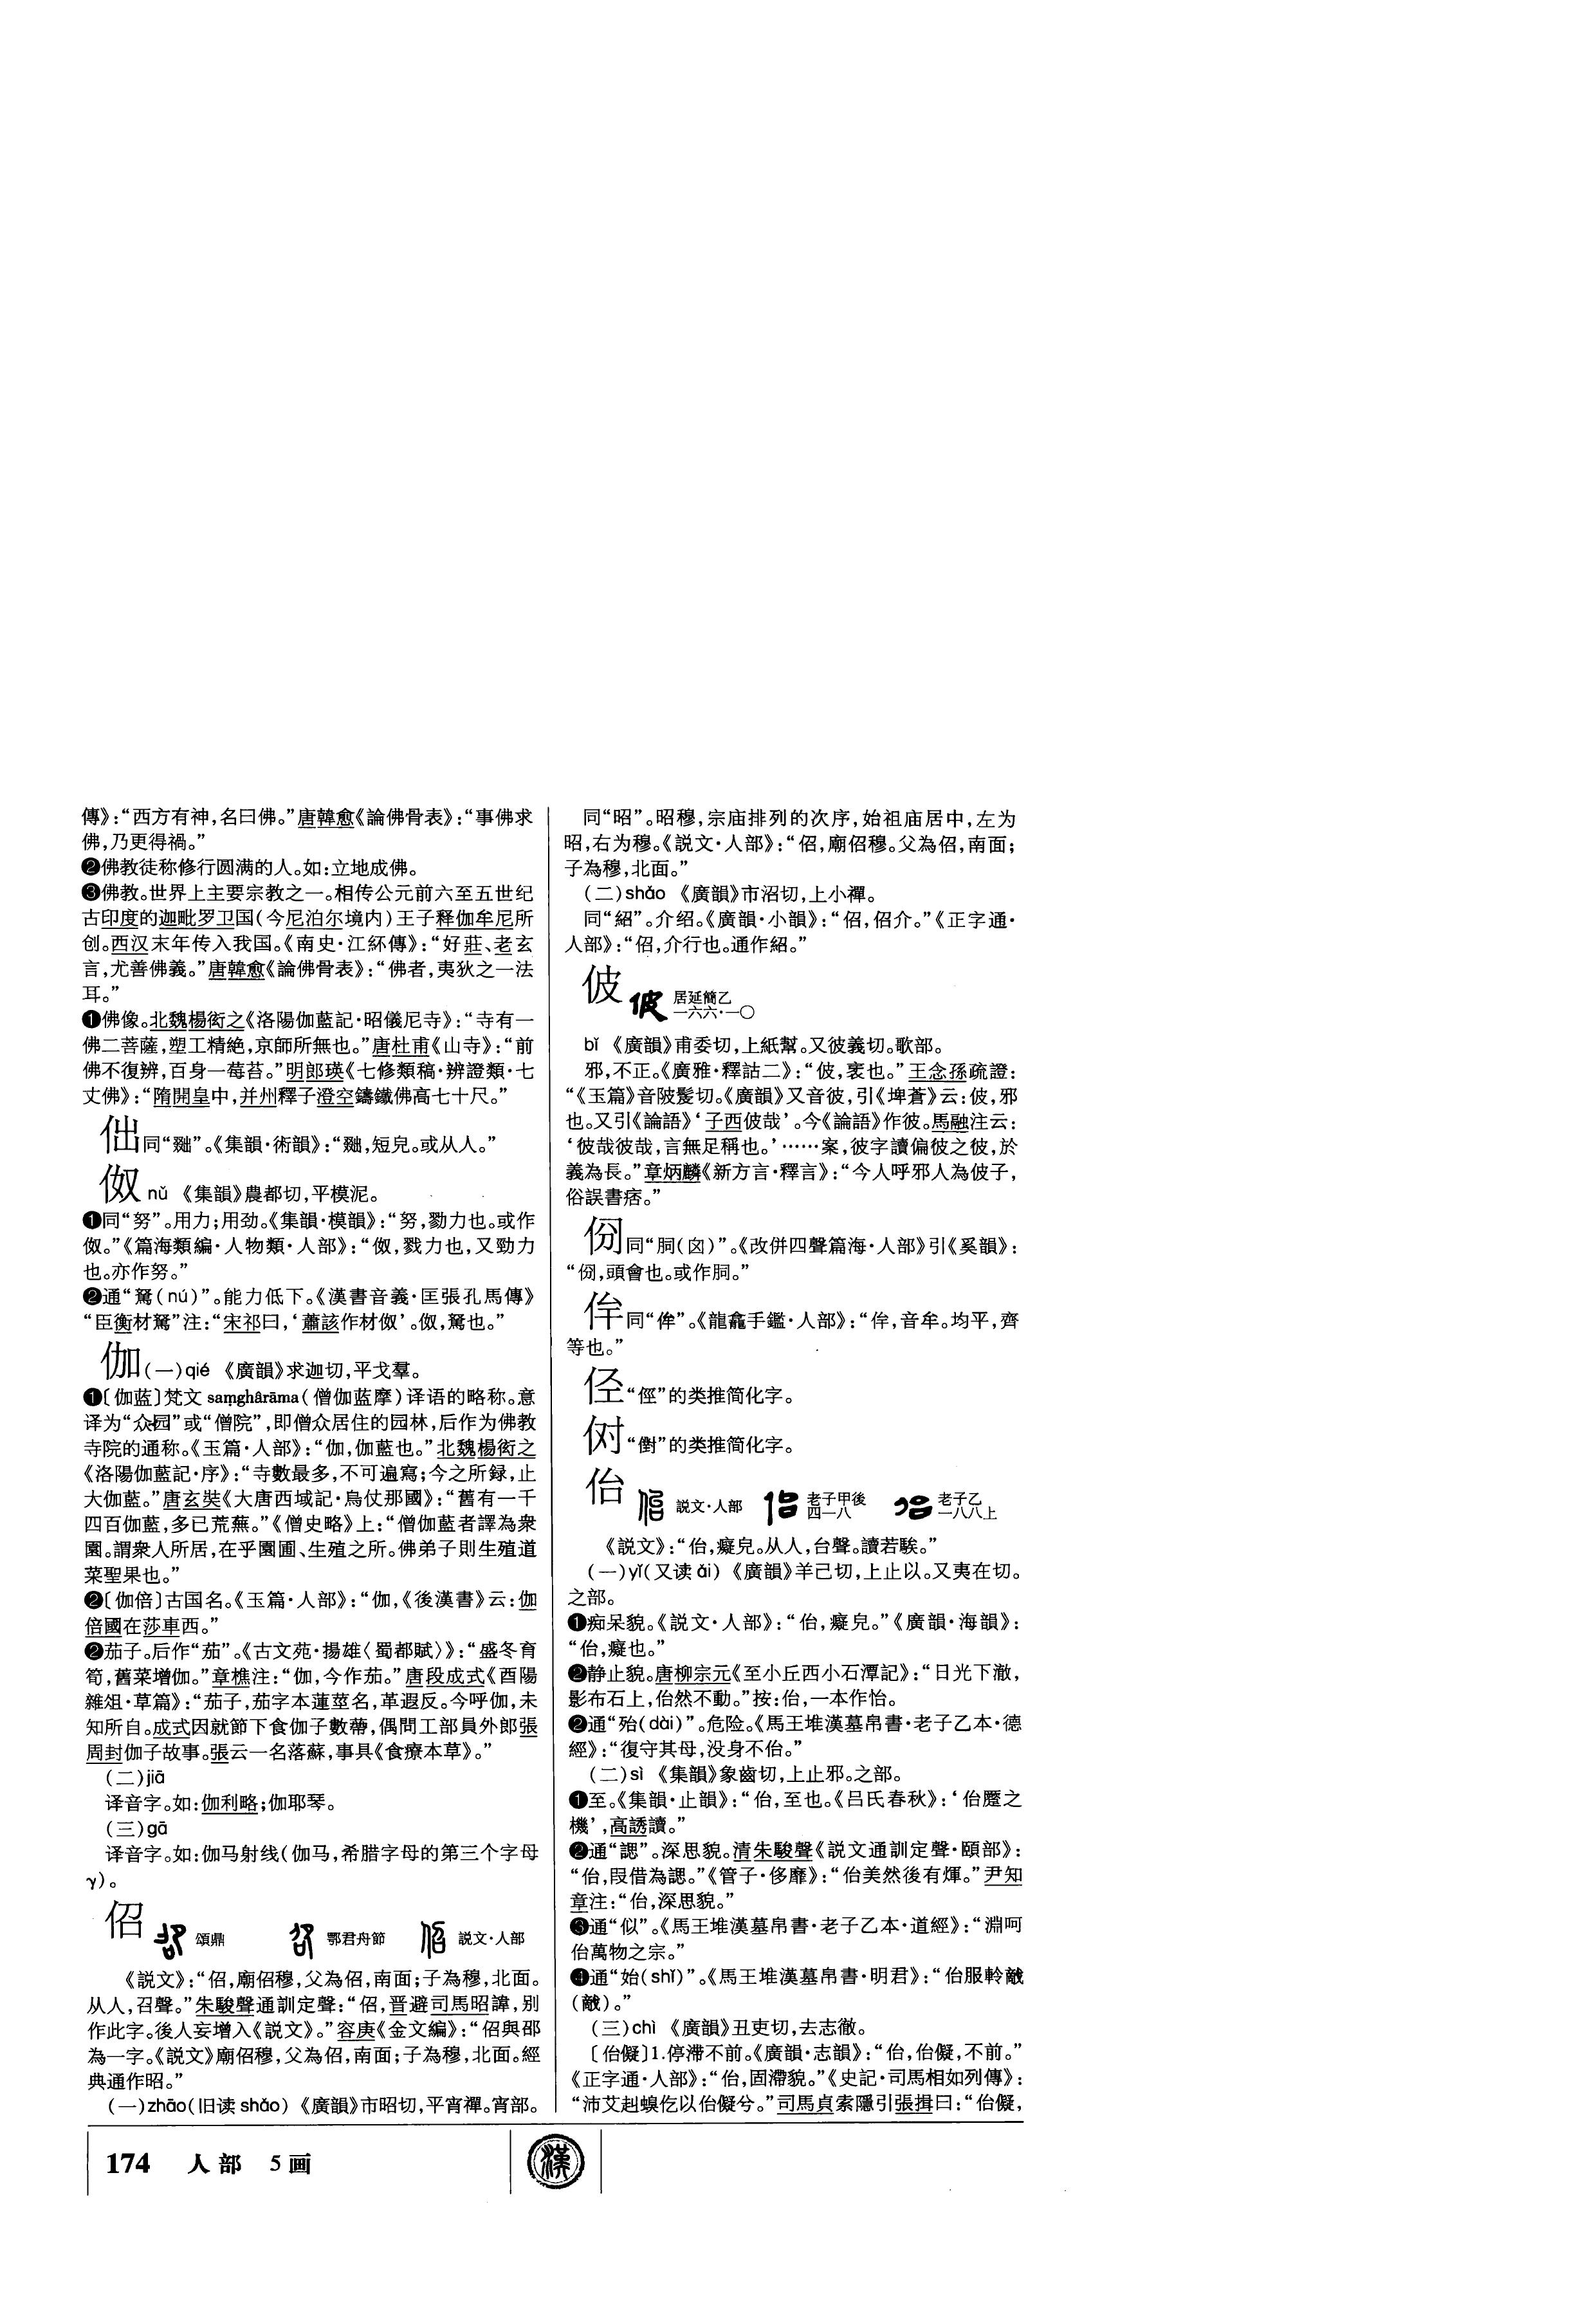 傳》：“西方有神，名曰佛。”唐韓愈《論佛骨表》：“事佛求
佛，乃更得禍。”
❷佛教徒称修行圆满的人。如：立地成佛。
❸佛教。世界上主要宗教之一。相传公元前六至五世纪
古印度的迦毗罗卫国（今尼泊尔境内）王子释伽牟尼所
创。西汉末年传入我国。《南史·江紑傳》：“好莊、老玄
言，尤善佛義。”唐韓愈《論佛骨表》：“佛者，夷狄之一法
耳。”
❶佛像。北魏楊衒之《洛陽伽藍記·昭儀尼寺》：“寺有一
佛二菩薩，塑工精絶，京師所無也。”唐杜甫《山寺》：“前
佛不復辨，百身一莓苔。”明郎瑛《七修類稿·辨證類·七
丈佛》：“隋開皇中，并州釋子澄空鑄鐵佛高七十尺。”
㑁同“䠳”。《集韻·術韻》：“䠳，短皃。或从人。”
㐐 nǔ 《集韻》農都切，平模泥。
❶同“努”。用力；用劲。《集韻·模韻》：“努，勠力也。或作
㐐。”《篇海類編·人物類·人部》：“㐐，戮力也，又勁力
也。亦作努。”
❷通“駑（nú）”。能力低下。《漢書音義·匡張孔馬傳》
“臣衡材駑”注：“宋祁曰，‘蕭該作材㐐’。㐐，駑也。”
伽（一）qié 《廣韻》求迦切，平戈羣。
❶〔伽蓝〕梵文 saṃghârāma（僧伽蓝摩）译语的略称。意
译为“众园”或“僧院”，即僧众居住的园林，后作为佛教
寺院的通称。《玉篇·人部》：“伽，伽藍也。”北魏楊衒之
《洛陽伽藍記·序》：“寺數最多，不可遍寫；今之所録，止
大伽藍。”唐玄奘《大唐西域記·烏仗那國》：“舊有一千
四百伽藍，多已荒蕪。”《僧史略》上：“僧伽藍者譯為衆
園。謂衆人所居，在乎園圃、生殖之所。佛弟子則生殖道
菜聖果也。”
❷〔伽倍〕古国名。《玉篇·人部》：“伽，《後漢書》云：伽
倍國在莎車西。”
❷茄子。后作“茄”。《古文苑·揚雄〈蜀都賦〉》：“盛冬育
筍，舊菜增伽。”章樵注：“伽，今作茄。”唐段成式《酉陽
雜俎·草篇》：“茄子，茄字本蓮莖名，革遐反。今呼伽，未
知所自。成式因就節下食伽子數蔕，偶問工部員外郎張
周封伽子故事。張云一名落蘇，事具《食療本草》。”
（二）jiā
译音字。如：伽利略；伽耶琴。
（三）gā
译音字。如：伽马射线（伽马，希腊字母的第三个字母
γ）。
佋 頌鼎 鄂君舟節 説文·人部
《説文》：“佋，廟佋穆，父為佋，南面；子為穆，北面。
从人，召聲。”朱駿聲通訓定聲：“佋，晋避司馬昭諱，别
作此字。後人妄增入《説文》。”容庚《金文編》：“佋與卲
為一字。《説文》廟佋穆，父為佋，南面；子為穆，北面。經
典通作昭。”
（一）zhāo（旧读 sháo）《廣韻》市昭切，平宵禪。宵部。
同“昭”。昭穆，宗庙排列的次序，始祖庙居中，左为
昭，右为穆。《説文·人部》：“佋，廟佋穆。父為佋，南面；
子為穆，北面。”
（二）shǎo 《廣韻》市沼切，上小禪。
同“紹”。介绍。《廣韻·小韻》：“佋，佋介。”《正字通·
人部》：“佋，介行也。通作紹。”
佊 居延簡乙一六六·一〇
bǐ 《廣韻》甫委切，上紙幫。又彼義切。歌部。
邪，不正。《廣雅·釋詁二》：“佊，衺也。”王念孫疏證：
“《玉篇》音陂髲切。《廣韻》又音彼，引《埤蒼》云：佊，邪
也。又引《論語》‘子西佊哉’。今《論語》作彼。馬融注云：
‘彼哉彼哉，言無足稱也。’……案，彼字讀偏佊之佊，於
義為長。”章炳麟《新方言·釋言》：“今人呼邪人為佊子，
俗誤書痞。”
同“䏔（囟）”。《改併四聲篇海·人部》引《奚韻》：
頭會也。或作䏔。”
㑄同“侔”。《龍龕手鑑·人部》：“㑄，音牟。均平，齊
等也。”
径“俓”的类推简化字。
㑔“㒛”的类推简化字。
佁 説文·人部 老子甲後四一八 老子乙一八八上
《説文》：“佁，癡皃。从人，台聲。讀若騃。”
（一）yǐ（又读 ǎi）《廣韻》羊己切，上止以。又夷在切。
之部。
❶痴呆貌。《説文·人部》：“佁，癡皃。”《廣韻·海韻》：
“佁，癡也。”
❷静止貌。唐柳宗元《至小丘西小石潭記》：“日光下澈，
影布石上，佁然不動。”按：佁，一本作怡。
❷通“殆（dài）”。危险。《馬王堆漢墓帛書·老子乙本·德
經》：“復守其母，没身不佁。”
（二）sì 《集韻》象齒切，上止邪。之部。
❶至。《集韻·止韻》：“佁，至也。《吕氏春秋》：‘佁蹷之
機’，高誘讀。”
❷通“諰”。深思貌。清朱駿聲《説文通訓定聲·頤部》：
“佁，叚借為諰。”《管子·侈靡》：“佁美然後有煇。”尹知
章注：“佁，深思貌。”
❸通“似”。《馬王堆漢墓帛書·老子乙本·道經》：“淵呵
佁萬物之宗。”
❹通“始（shǐ）”。《馬王堆漢墓帛書·明君》：“佁服軨敵
（敵）。”
（三）chì 《廣韻》丑吏切，去志徹。
〔佁儗〕1.停滯不前。《廣韻·志韻》：“佁，佁儗，不前。”
《正字通·人部》：“佁，固滯貌。”《史記·司馬相如列傳》：
“沛艾赳螑仡以佁儗兮。”司馬貞索隱引張揖曰：“佁儗，
174 人部 5画
漢